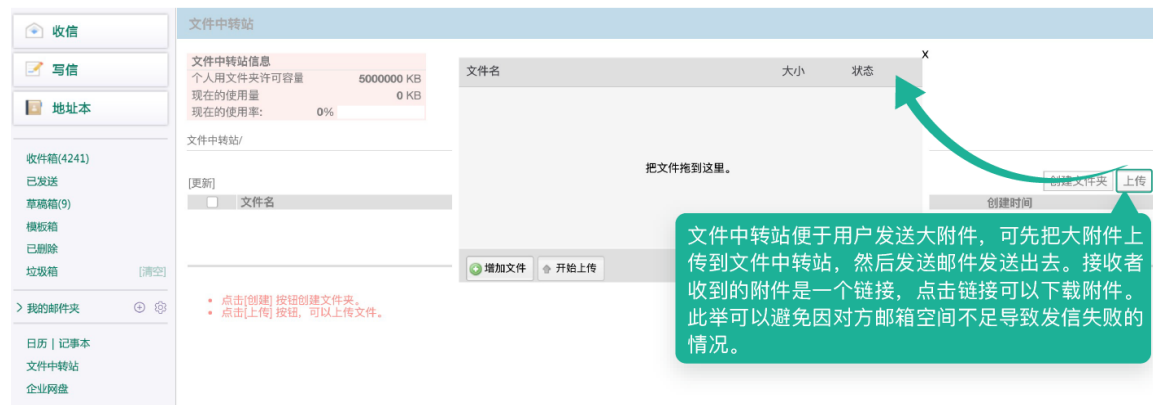 收信
写信
地址本
收件箱(4241)
已发送
草稿箱(9)
模板箱
已删除
垃圾箱 [清空]
我的邮件夹
日历 | 记事本
文件中转站
企业网盘
文件中转站
文件中转站信息
个人用文件夹许可容量 5000000 KB
现在的使用量 0 KB
现在的使用率: 0%
文件中转站/
[更新]
文件名
点击[创建] 按钮创建文件夹。
点击[上传] 按钮，可以上传文件。
x
文件名 大小 状态
把文件拖到这里。
增加文件 开始上传
创建文件夹 上传
创建时间
文件中转站便于用户发送大附件，可先把大附件上
传到文件中转站，然后发送邮件发送出去。接收者
收到的附件是一个链接，点击链接可以下载附件。
此举可以避免因对方邮箱空间不足导致发信失败的
情况。